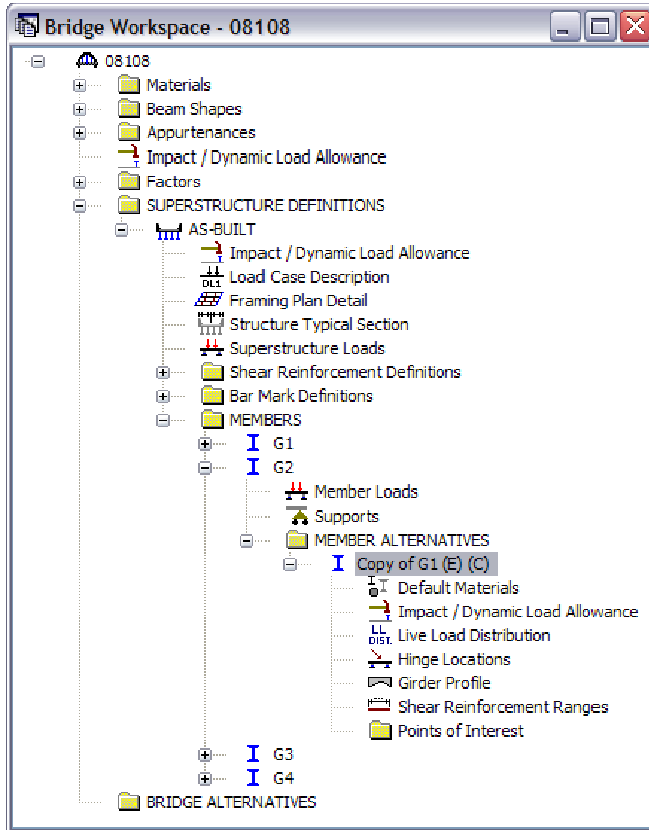 Bridge Workspace - 08108
08108
Materials
Beam Shapes
Appurtenances
Impact / Dynamic Load Allowance
Factors
SUPERSTRUCTURE DEFINITIONS
AS-BUILT
Impact / Dynamic Load Allowance
DL1 Load Case Description
Framing Plan Detail
Structure Typical Section
Superstructure Loads
Shear Reinforcement Definitions
Bar Mark Definitions
MEMBERS
G1
G2
Member Loads
Supports
MEMBER ALTERNATIVES
Copy of G1 (E) (C)
Default Materials
Impact / Dynamic Load Allowance
LL DIST. Live Load Distribution
Hinge Locations
Girder Profile
Shear Reinforcement Ranges
Points of Interest
G3
G4
BRIDGE ALTERNATIVES